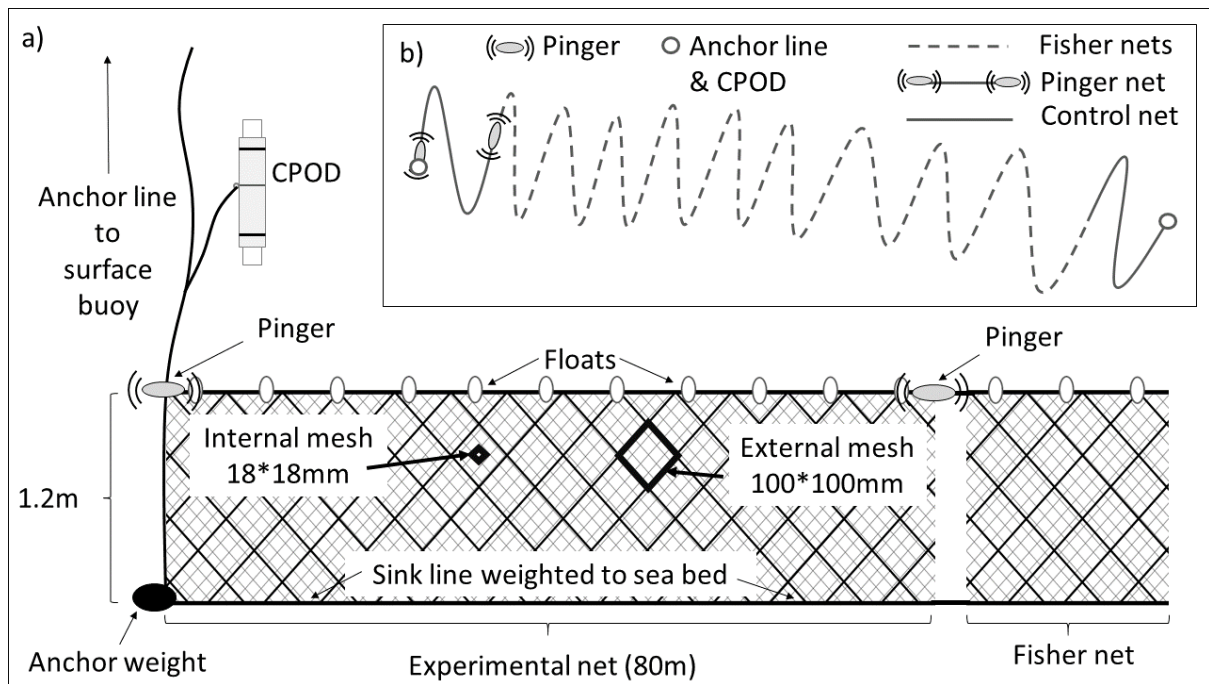 a)
Anchor line
to
surface
buoy
CPOD
b)
Pinger
Anchor line
& CPOD
Fisher nets
Pinger net
Control net
Pinger
Floats
Pinger
Internal mesh
18*18mm
External mesh
100*100mm
1.2m
Sink line weighted to sea bed
Anchor weight
Experimental net (80m)
Fisher net